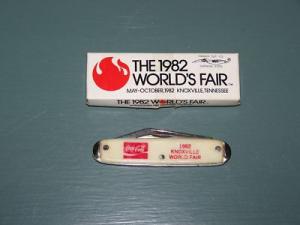 THE 1982
WORLD'S FAIR
TM
MAY-OCTOBER, 1982 KNOXVILLE, TENNESSEE
THE 1982 WORLD'S FAIR
Coca-Cola
1982
KNOXVILLE
WORLD FAIR